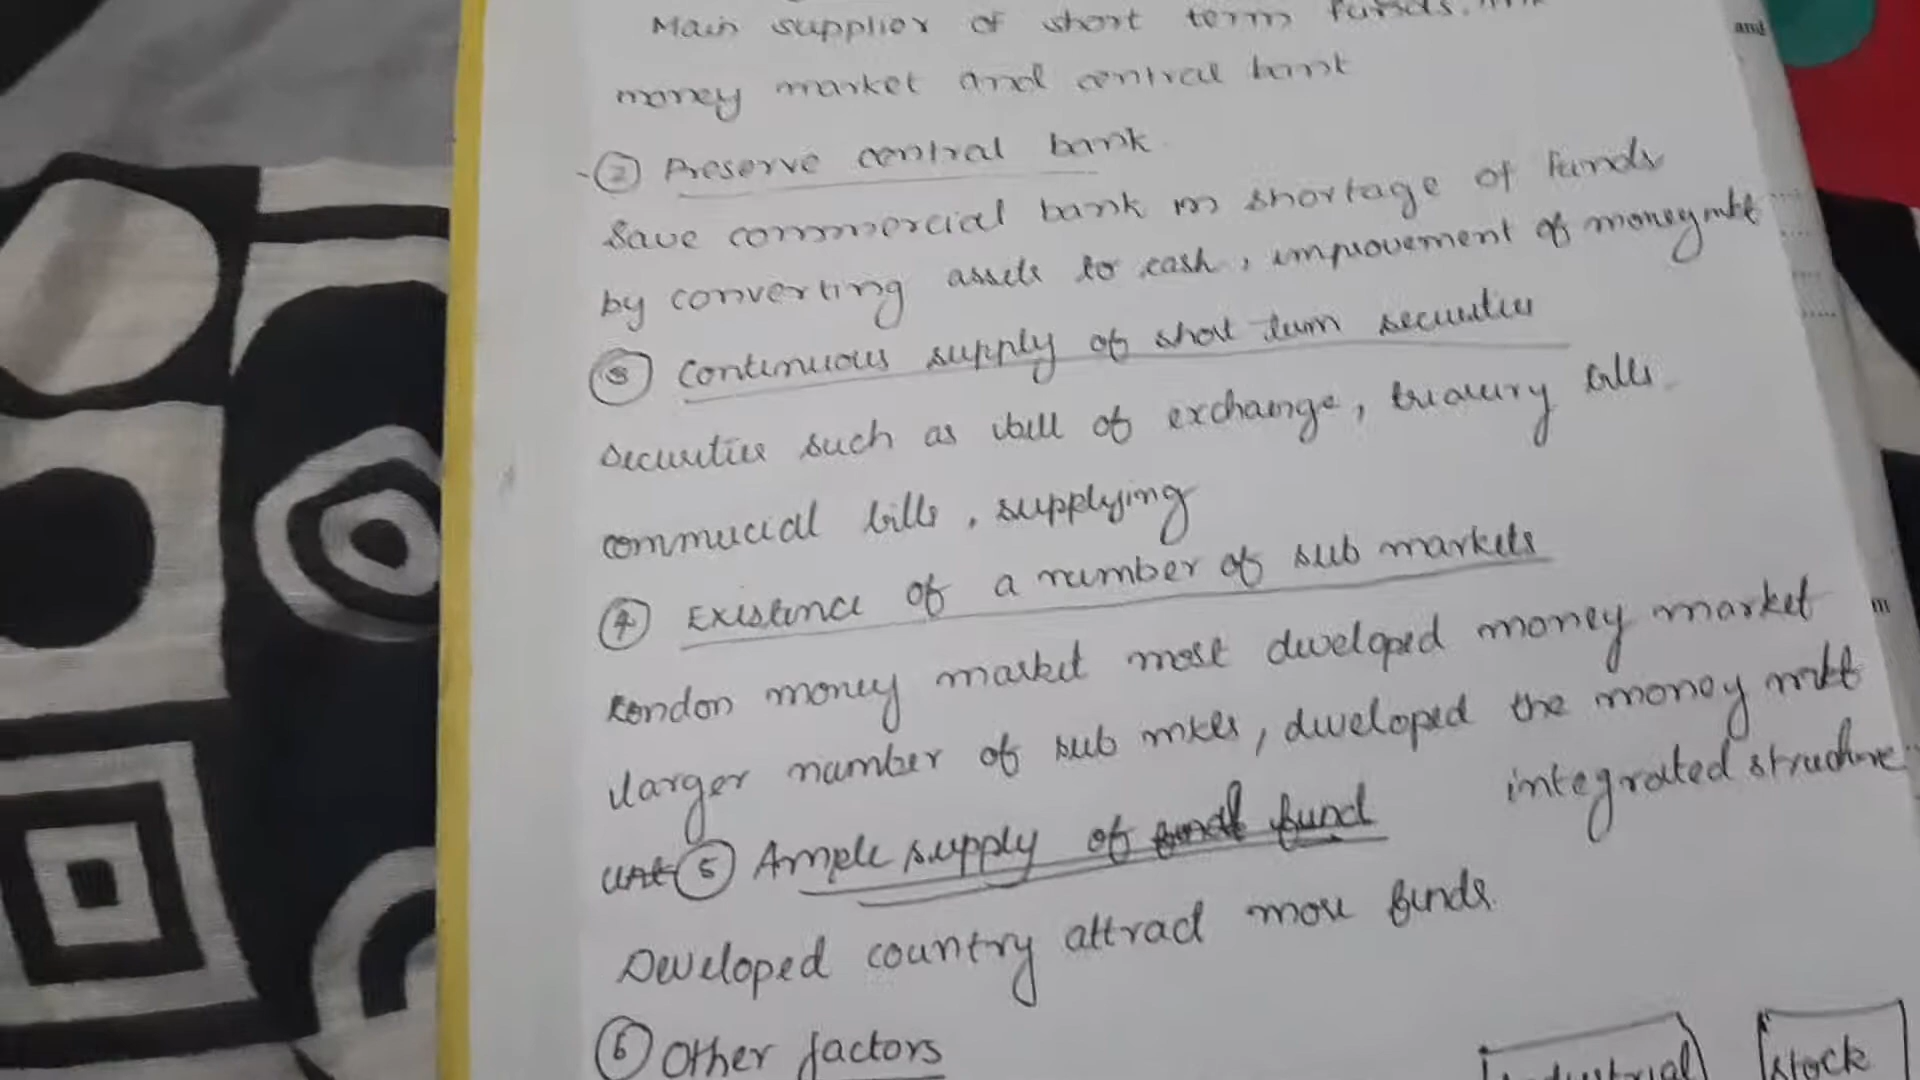 Main supplier of short term funds. 
and
money market and central bank
② Preserve central bank
Save commercial bank in shortage of Funds
by converting assets to cash, improvement of money mkt
③ Continuous supply of short term securities
securities such as bill of exchange, treasury bills
commercial bills, supplying
④ Existence of a number of sub markets
m
London money market most developed money market
larger number of sub mkts, developed the money mkt
integrated structure
⑤ Ample supply of fund
Developed country attract more funds.
⑥ Other factors
Industrial
Stock